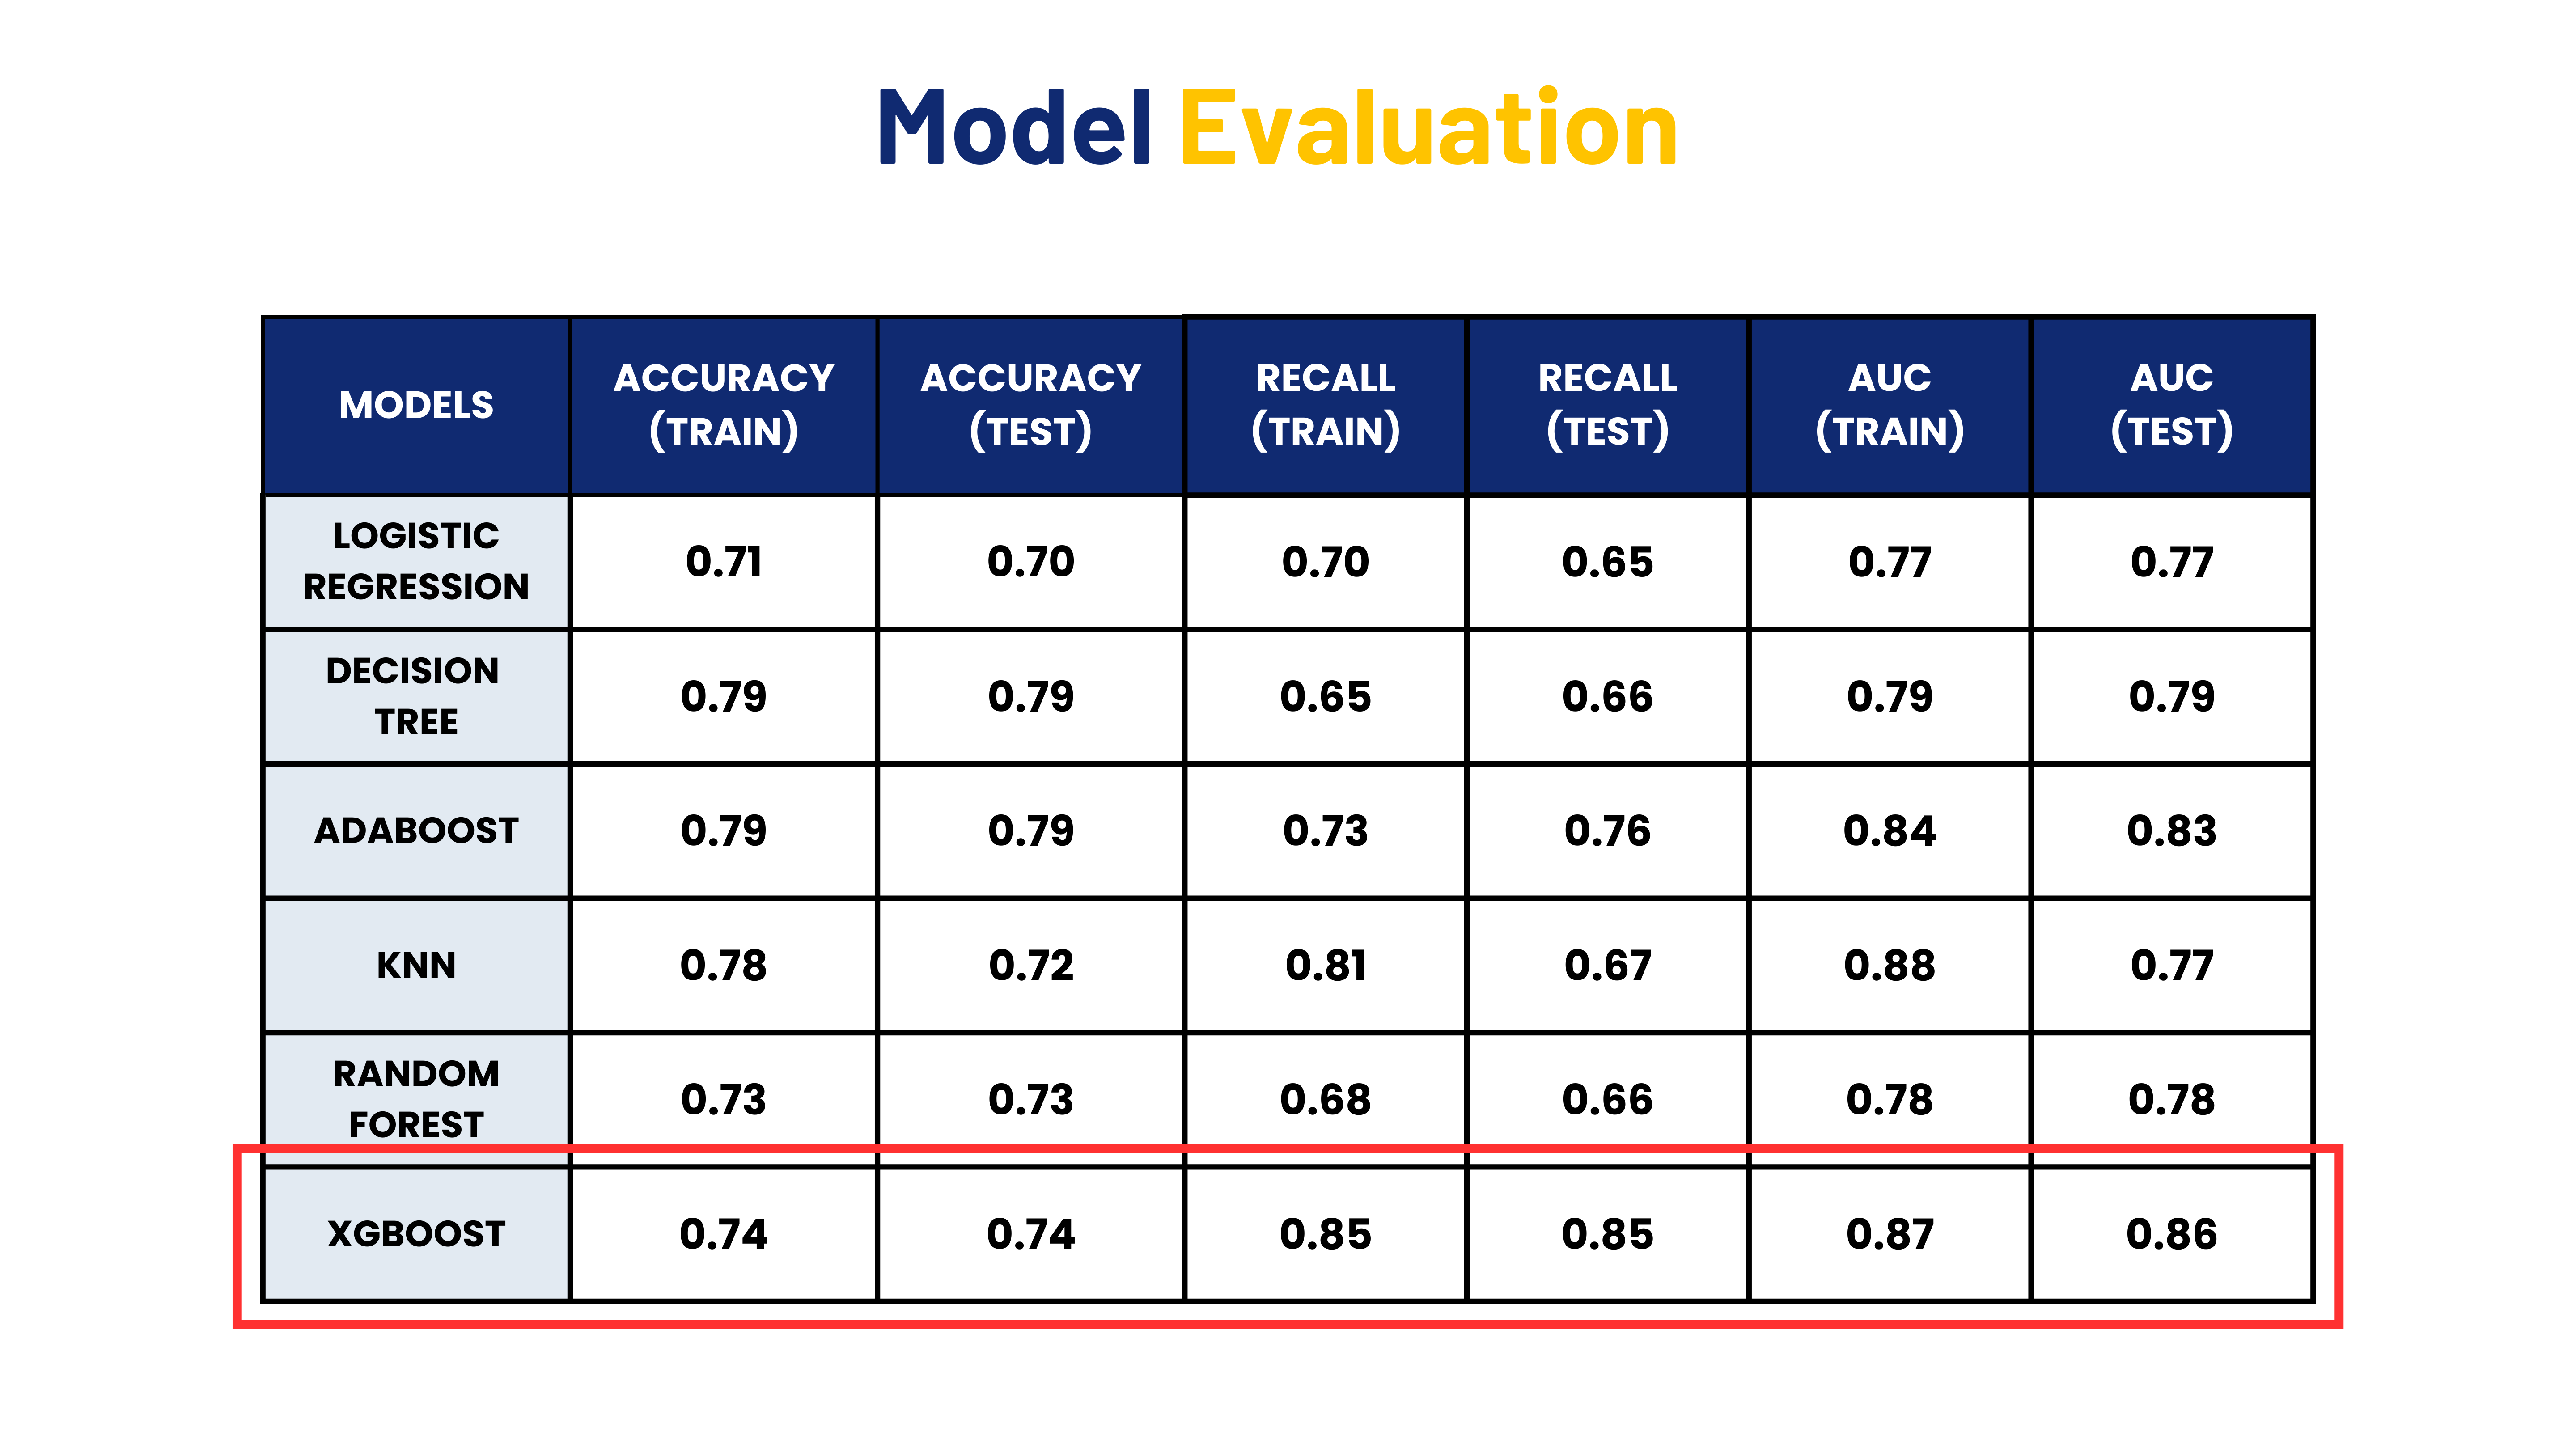 Model Evaluation
MODELS
ACCURACY
(TRAIN)
ACCURACY
(TEST)
RECALL
(TRAIN)
RECALL
(TEST)
AUC
(TRAIN)
AUC
(TEST)
LOGISTIC
REGRESSION
0.71
0.70
0.70
0.65
0.77
0.77
DECISION
TREE
0.79
0.79
0.65
0.66
0.79
0.79
ADABOOST
0.79
0.79
0.73
0.76
0.84
0.83
KNN
0.78
0.72
0.81
0.67
0.88
0.77
RANDOM
FOREST
0.73
0.73
0.68
0.66
0.78
0.78
XGBOOST
0.74
0.74
0.85
0.85
0.87
0.86